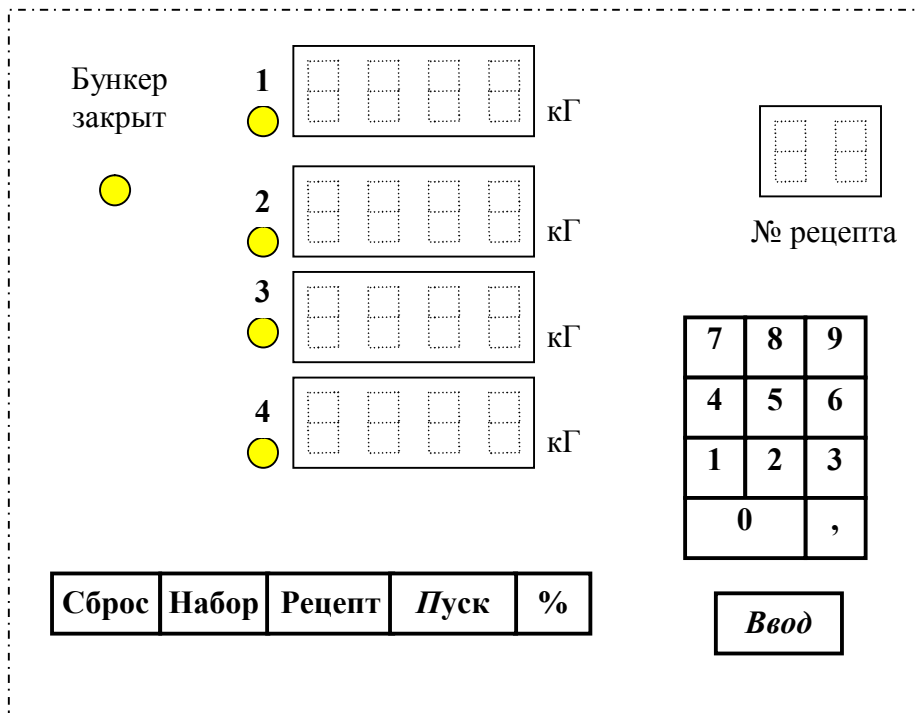 Бункер
закрыт
1
кГ
2
кГ
3
кГ
4
кГ
№ рецепта
7 8 9
4 5 6
1 2 3
0 ,
Сброс Набор Рецепт Пуск %
Ввод